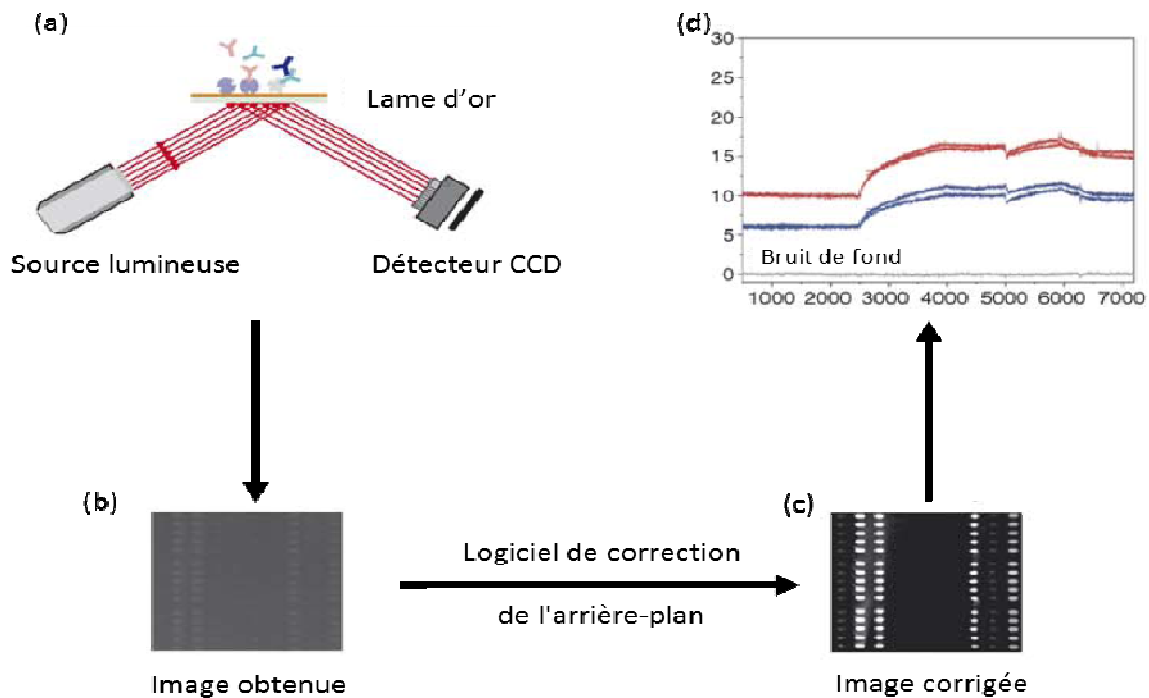 (a)
Lame d'or
Source lumineuse
Détecteur CCD
(d)
30
25
20
15
10
5
0
Bruit de fond
1000 2000 3000 4000 5000 6000 7000
(b)
Image obtenue
Logiciel de correction
de l'arrière-plan
(c)
Image corrigée